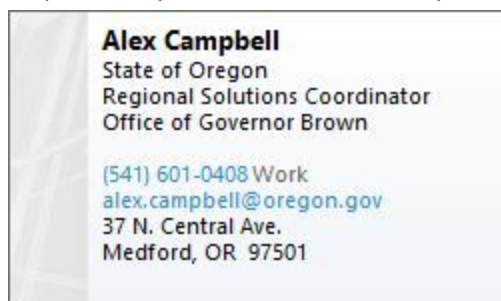 Alex Campbell
State of Oregon
Regional Solutions Coordinator
Office of Governor Brown
(541) 601-0408 Work
alex.campbell@oregon.gov
37 N. Central Ave.
Medford, OR 97501